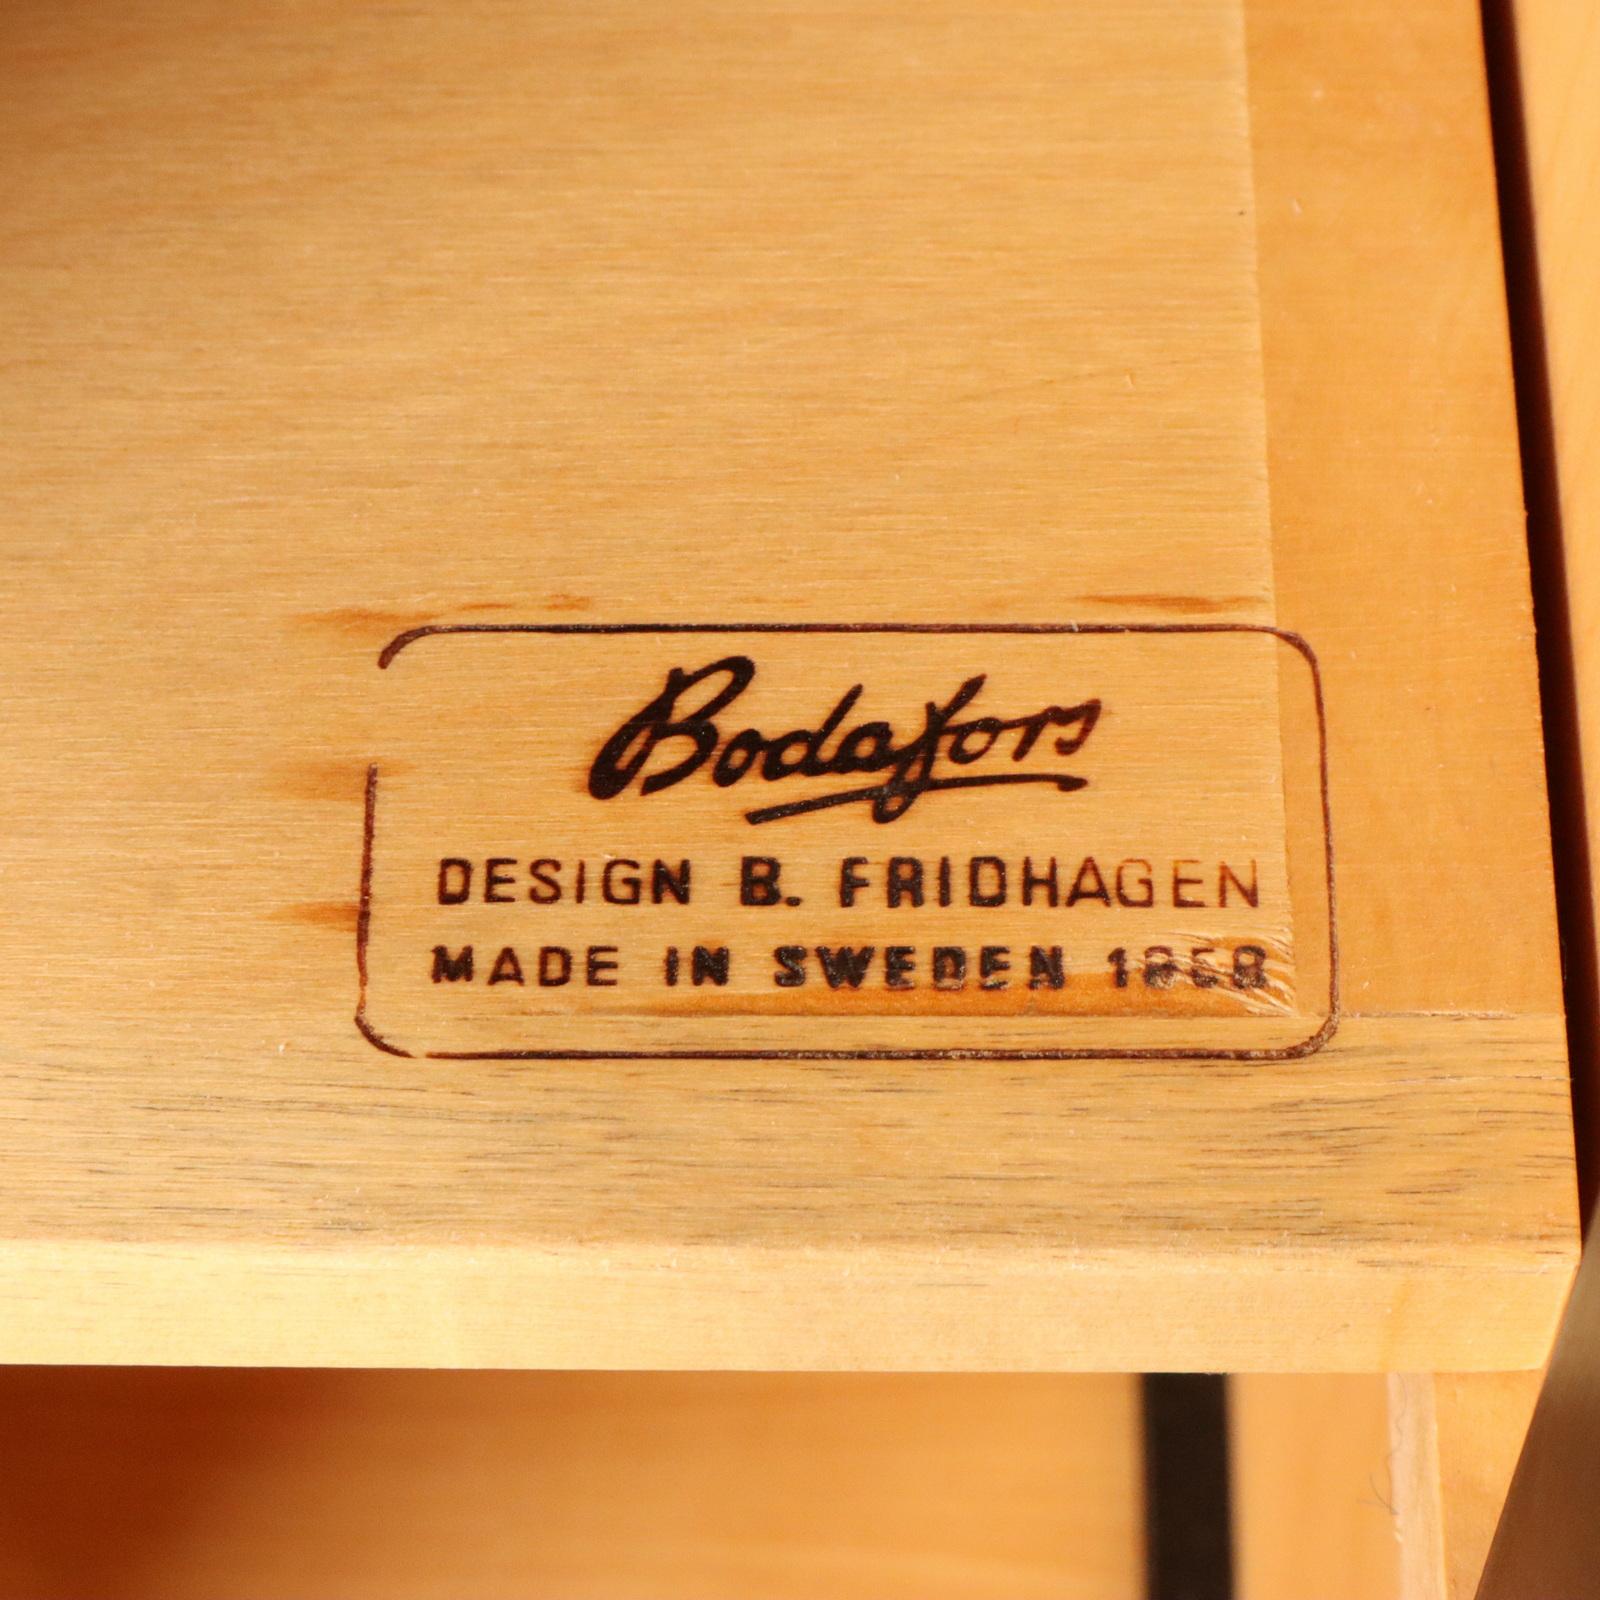 Bodafors
DESIGN B. FRIDHAGEN
MADE IN SWEDEN